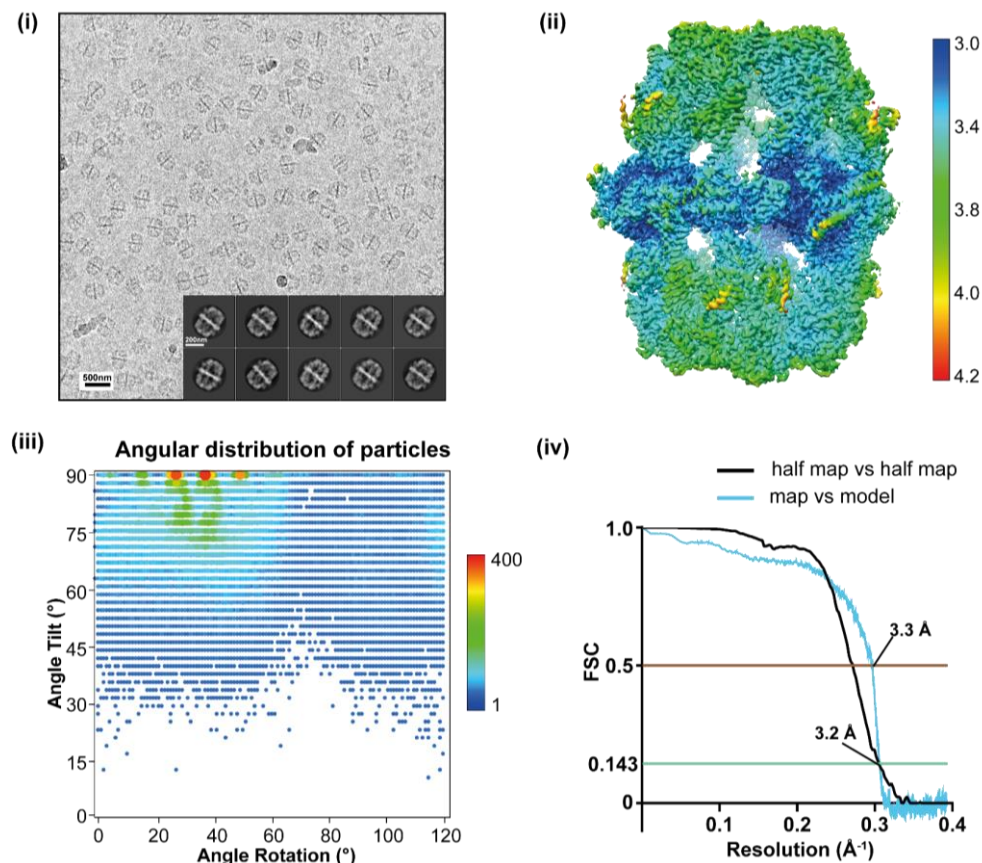 (i)
500nm
200nm
(ii)
3.0
3.4
3.8
4.0
4.2
(iii)
Angular distribution of particles
Angle Tilt (°)
90
75
60
45
30
15
0
0 20 40 60 80 100 120
Angle Rotation (°)
400
1
(iv)
half map vs half map
map vs model
FSC
1.0
0.5
0.143
0
3.3 Å
3.2 Å
0.1 0.2 0.3 0.4
Resolution (Å⁻¹)